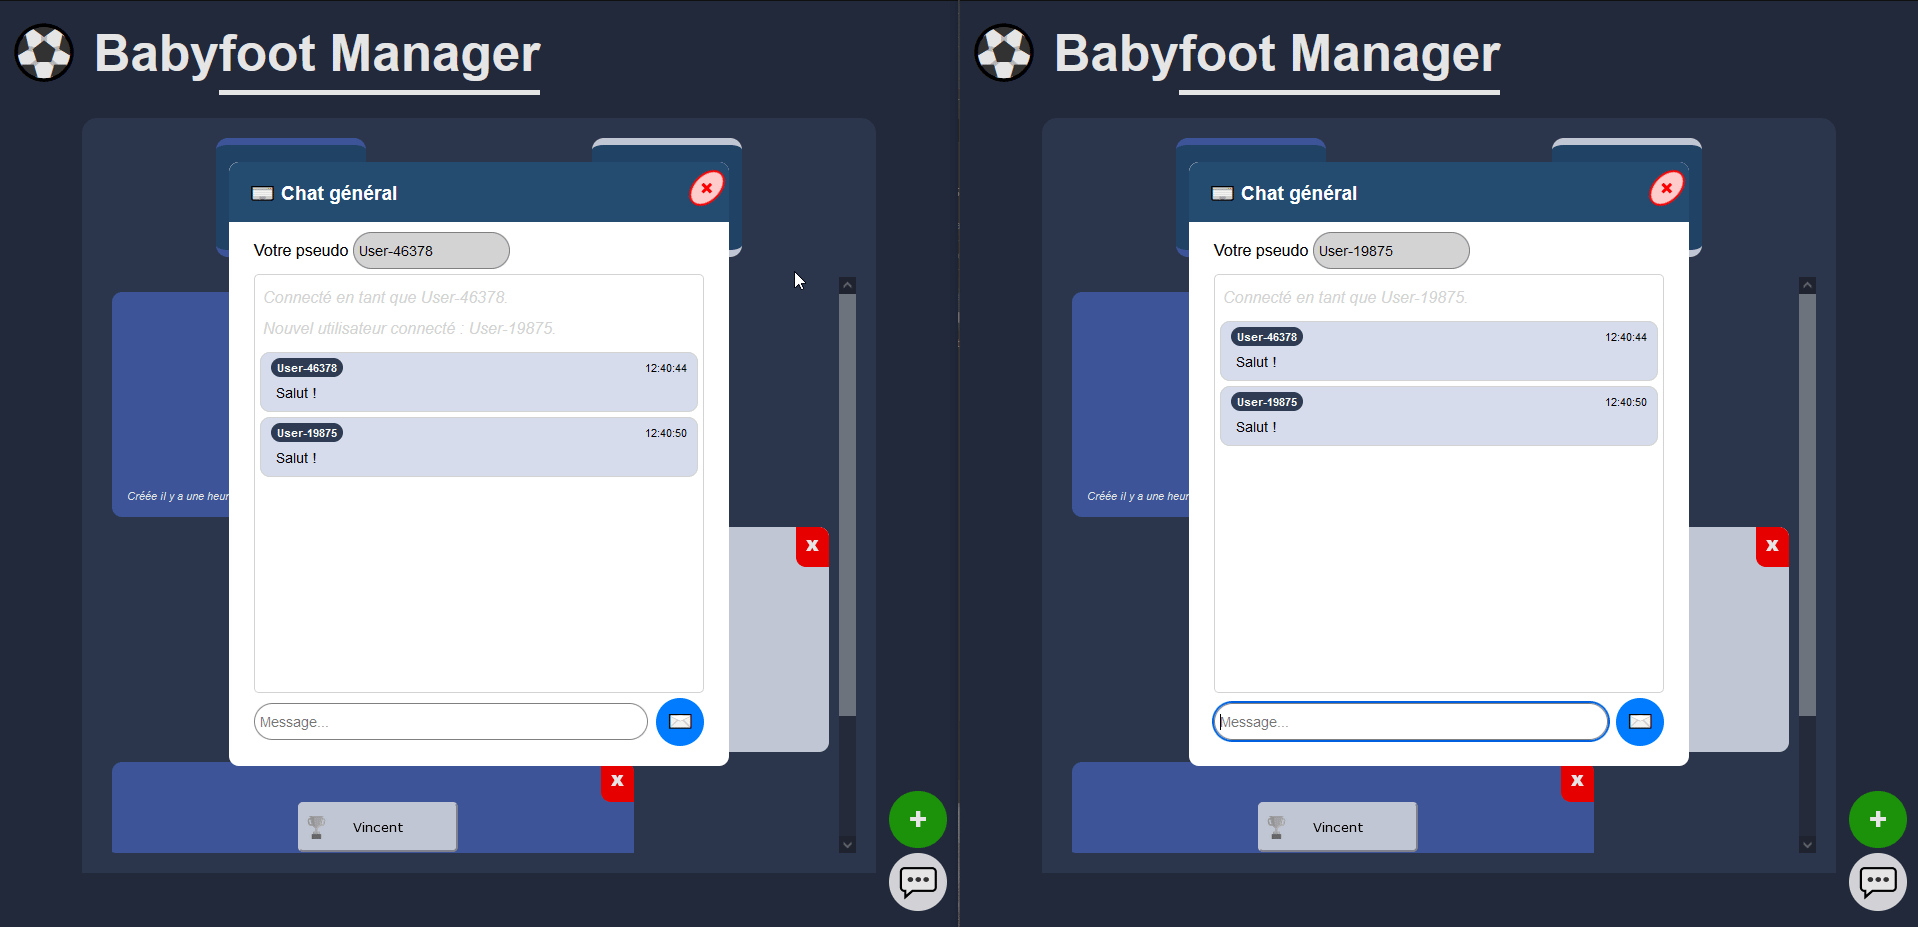 Babyfoot Manager
Chat général
Votre pseudo User-46378
Connecté en tant que User-46378.
Nouvel utilisateur connecté : User-19875.
User-46378 12:40:44
Salut !
User-19875 12:40:50
Salut !
Créée il y a une heur
x
Message...
x
Vincent
+
Babyfoot Manager
Chat général
Votre pseudo User-19875
Connecté en tant que User-19875.
User-46378 12:40:44
Salut !
User-19875 12:40:50
Salut !
Créée il y a une heur
x
Message...
x
Vincent
+